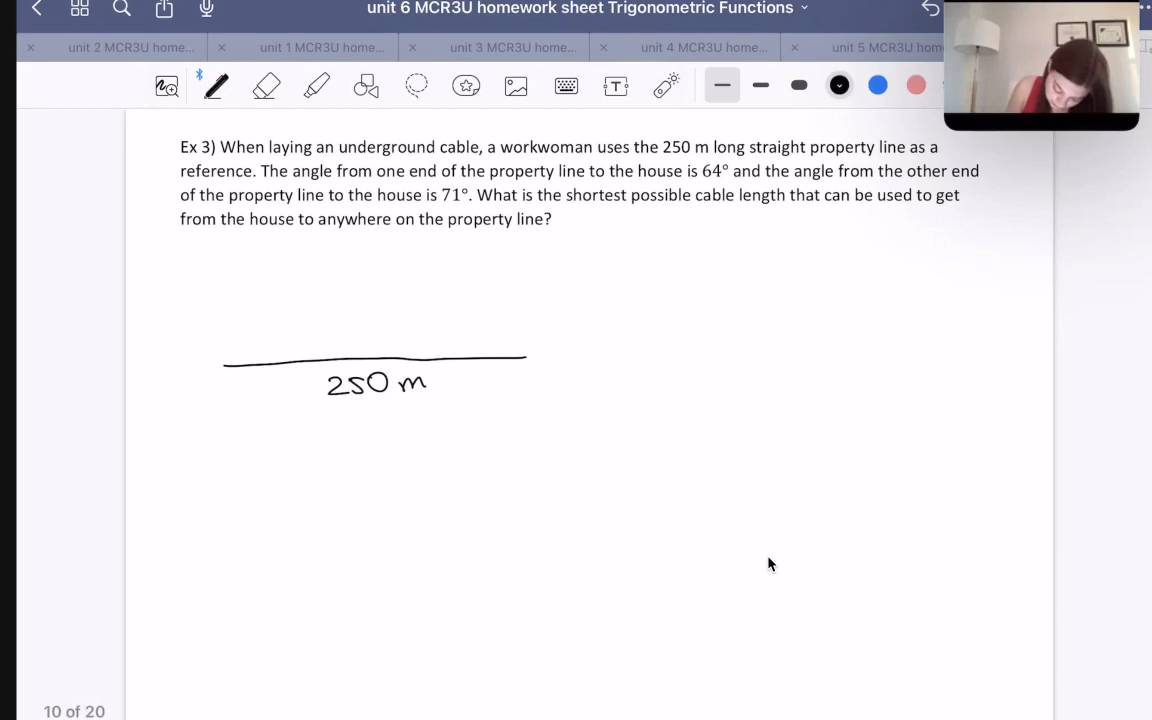 unit 6 MCR3U homework sheet Trigonometric Functions
unit 2 MCR3U home...
unit 1 MCR3U home...
unit 3 MCR3U home...
unit 4 MCR3U home...
unit 5 MCR3U hom
T
Ex 3) When laying an underground cable, a workwoman uses the 250 m long straight property line as a
reference. The angle from one end of the property line to the house is 64° and the angle from the other end
of the property line to the house is 71°. What is the shortest possible cable length that can be used to get
from the house to anywhere on the property line?
250 m
10 of 20